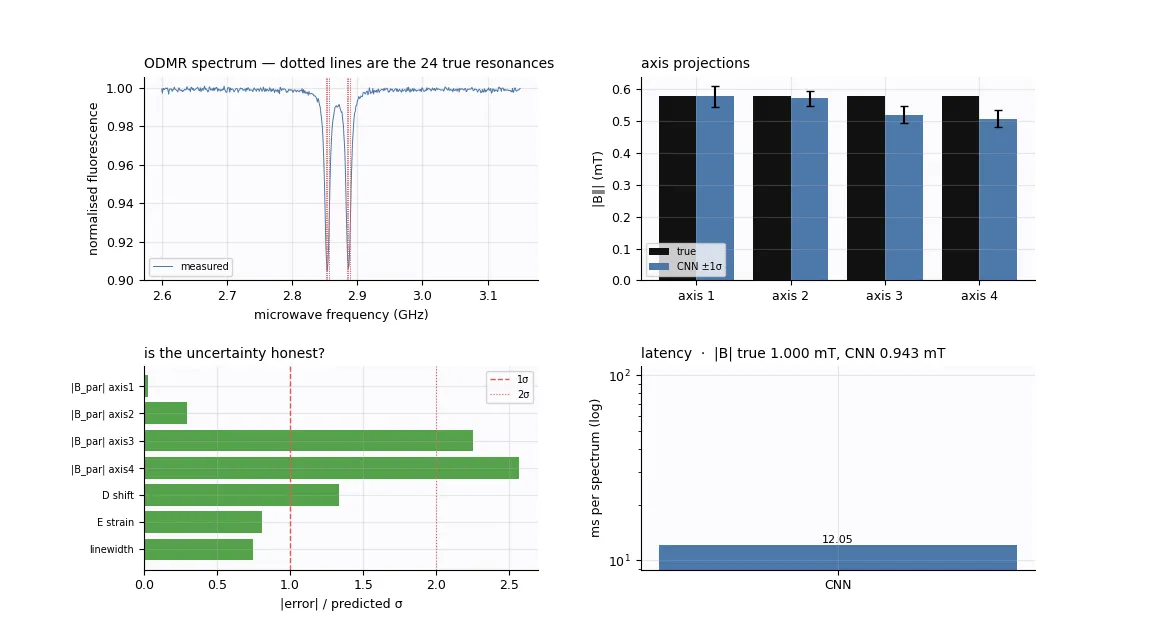 ODMR spectrum — dotted lines are the 24 true resonances
1.00
0.98
0.96
0.94
0.92
0.90
normalised fluorescence
measured
2.6 2.7 2.8 2.9 3.0 3.1
microwave frequency (GHz)
axis projections
0.6
0.5
0.4
0.3
0.2
0.1
0.0
|B∥| (mT)
true
CNN ±1σ
axis 1 axis 2 axis 3 axis 4
is the uncertainty honest?
|B_par| axis1
|B_par| axis2
|B_par| axis3
|B_par| axis4
D shift
E strain
linewidth
1σ
2σ
0.0 0.5 1.0 1.5 2.0 2.5
|error| / predicted σ
latency · |B| true 1.000 mT, CNN 0.943 mT
10²
10¹
ms per spectrum (log)
12.05
CNN